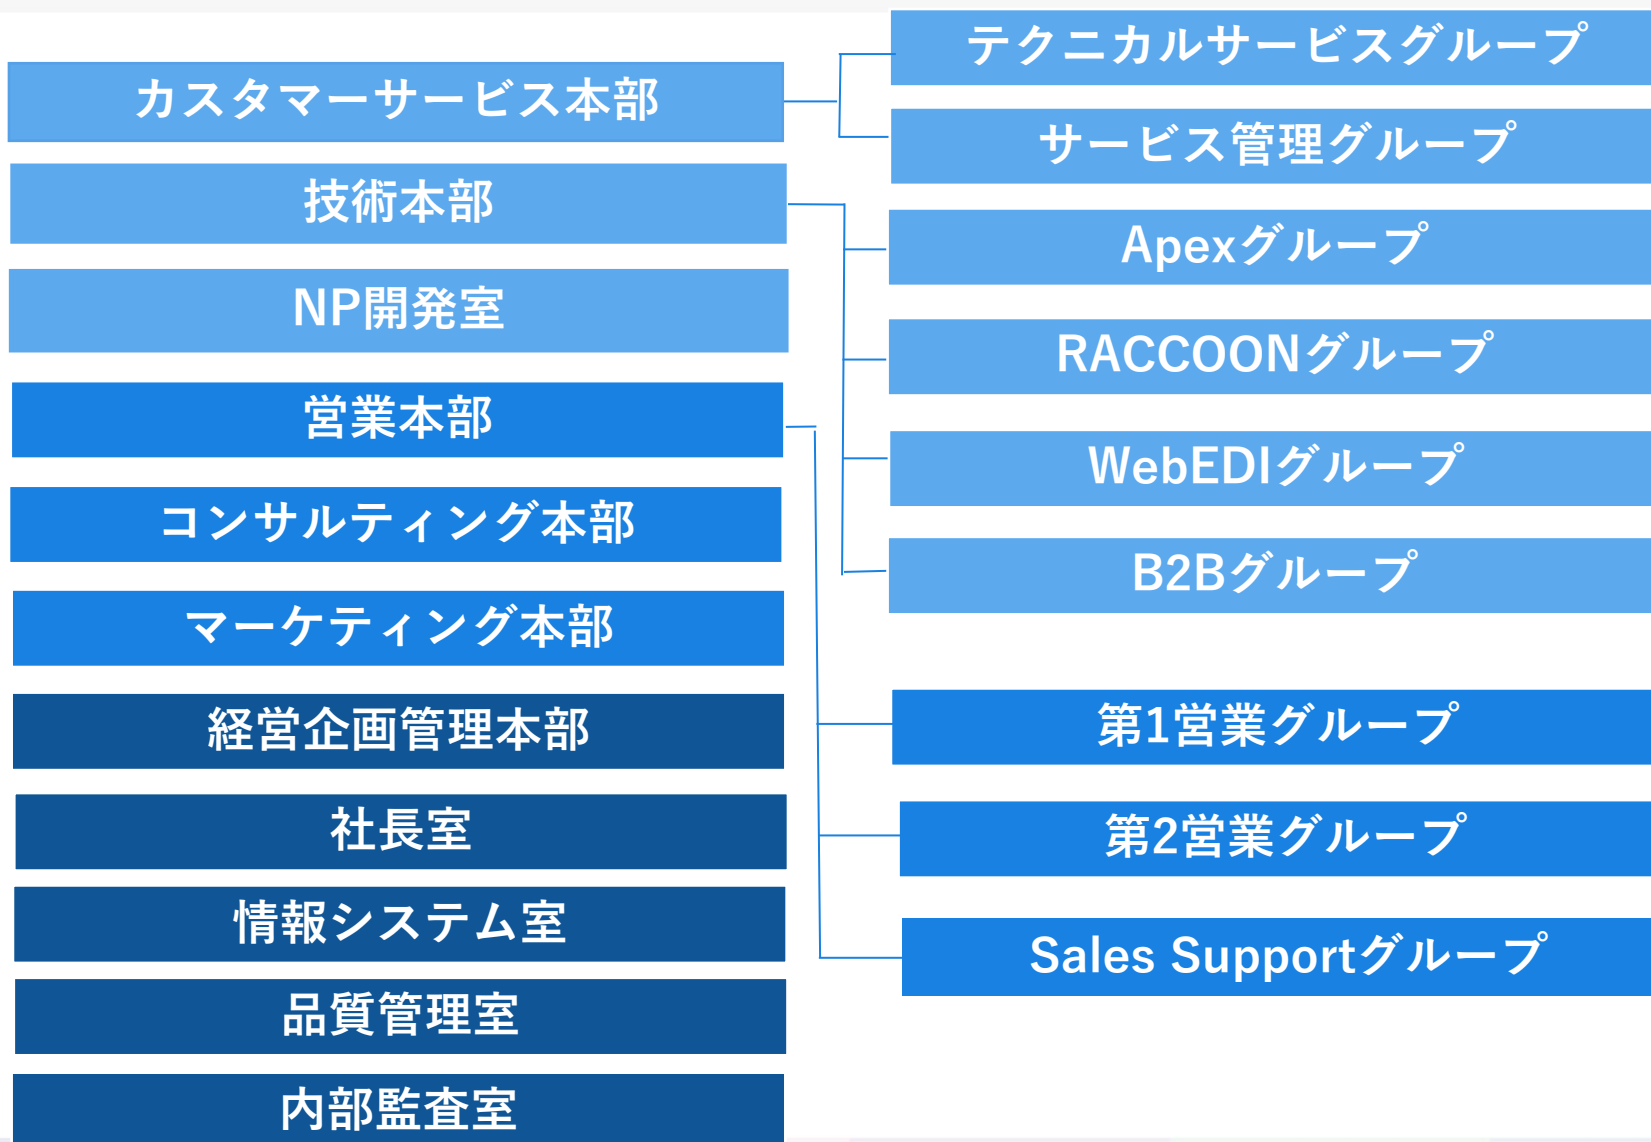 カスタマーサービス本部
技術本部
NP開発室
営業本部
コンサルティング本部
マーケティング本部
経営企画管理本部
社長室
情報システム室
品質管理室
内部監査室
テクニカルサービスグループ
サービス管理グループ
Apexグループ
RACCOONグループ
WebEDIグループ
B2Bグループ
第1営業グループ
第2営業グループ
Sales Supportグループ